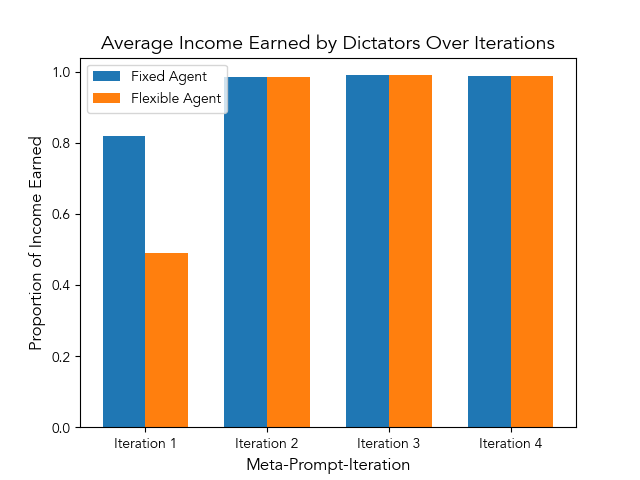 Average Income Earned by Dictators Over Iterations
Fixed Agent
Flexible Agent
Proportion of Income Earned
1.0
0.8
0.6
0.4
0.2
0.0
Iteration 1
Iteration 2
Iteration 3
Iteration 4
Meta-Prompt-Iteration